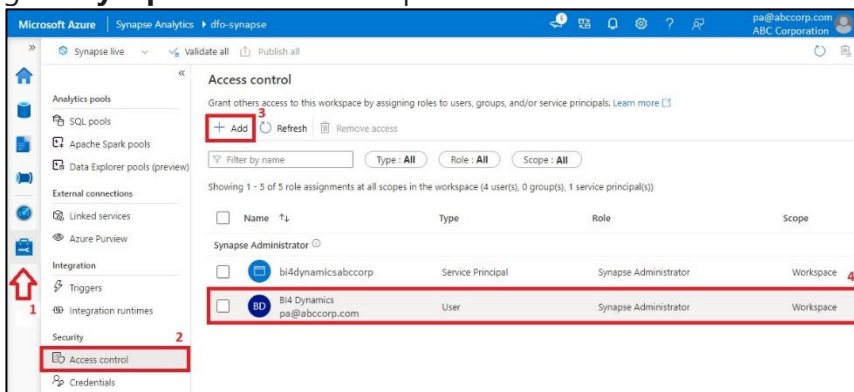 Microsoft Azure | Synapse Analytics ▸ dfo-synapse
5
pa@abccorp.com
ABC Corporation
Synapse live
Validate all
Publish all
Analytics pools
SQL pools
Apache Spark pools
Data Explorer pools (preview)
External connections
Linked services
Azure Purview
Integration
Triggers
1
Integration runtimes
Security
2
Access control
Credentials
Access control
Grant others access to this workspace by assigning roles to users, groups, and/or service principals. Learn more
3
+ Add Refresh Remove access
Filter by name Type : All Role : All Scope : All
Showing 1 - 5 of 5 role assignments at all scopes in the workspace (4 user(s), 0 group(s), 1 service principal(s))
Name Type Role Scope
Synapse Administrator
bi4dynamicsabccorp Service Principal Synapse Administrator Workspace
4
BD BI4 Dynamics
pa@abccorp.com User Synapse Administrator Workspace